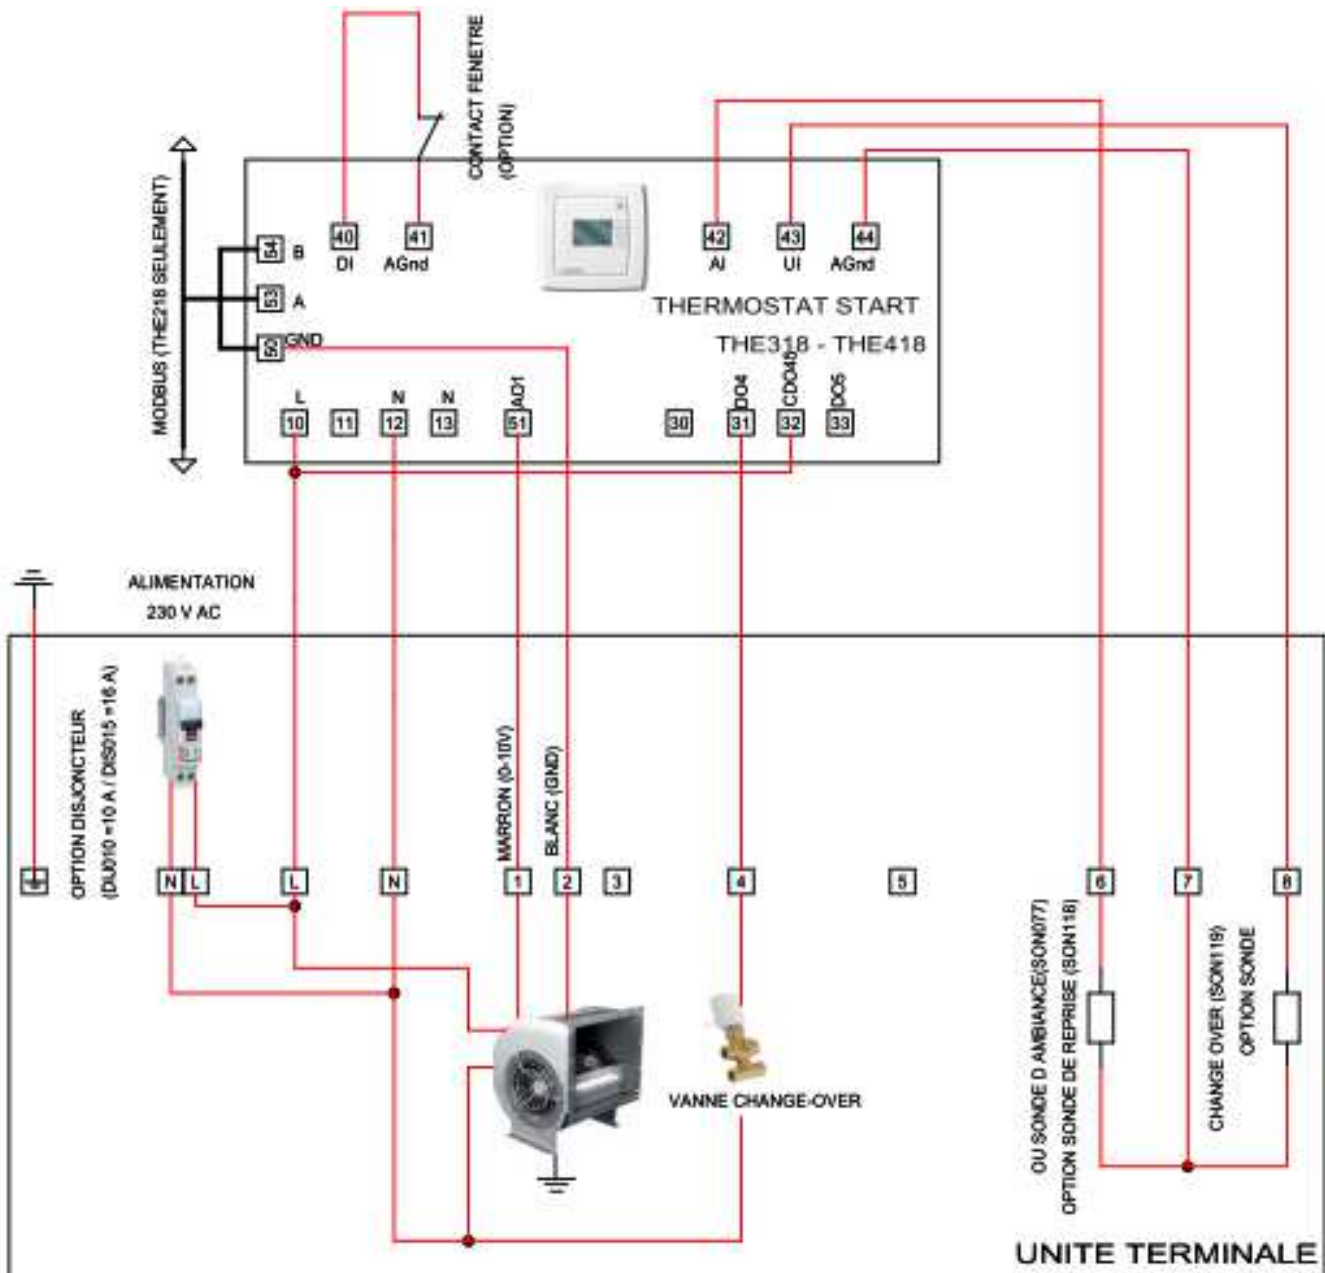 CONTACT FENETRE
(OPTION)
MODBUS (THE218 SEULEMENT)
54 B
40
41
42
43
44
DI
AGnd
AI
UI
AGnd
53 A
THERMOSTAT START
50 GND
THE318 - THE418
L
N
N
AO1
DO4
CDO45
DO5
10
11
12
13
51
30
31
32
33
ALIMENTATION
230 V AC
OPTION DISJONCTEUR
(DIJ010 =10 A / DIS015 =16 A)
MARRON (0-10V)
BLANC (GND)
N
L
L
N
1
2
3
4
5
6
7
8
OU SONDE D AMBIANCE(SON077)
OPTION SONDE DE REPRISE (SON118)
CHANGE OVER (SON119)
OPTION SONDE
VANNE CHANGE-OVER
UNITE TERMINALE